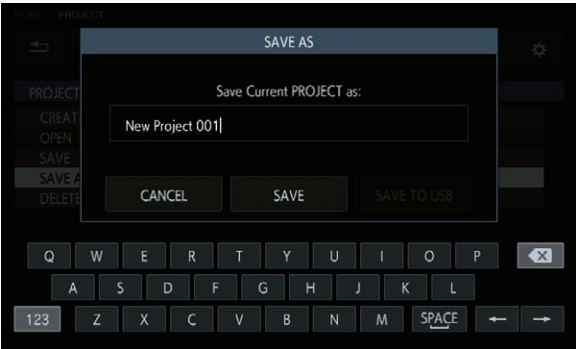 HOME > PROJECT
SAVE AS
PROJECT
Save Current PROJECT as:
CREAT
New Project 001
OPEN
SAVE
SAVE A
DELETE
CANCEL SAVE SAVE TO USB
Q W E R T Y U I O P
A S D F G H J K L
123 Z X C V B N M SPACE